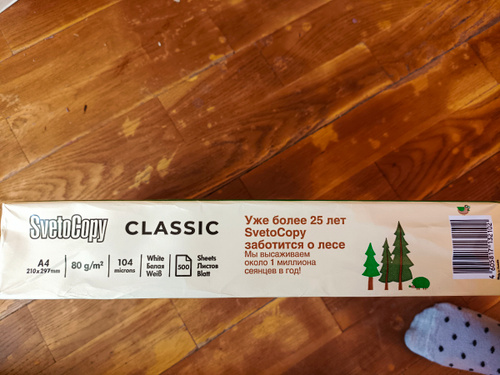 SvetoCopy CLASSIC
A4
210x297mm
80 g/m²
104
microns
White
Белая
Weiß
500
Sheets
Листов
Blatt
Уже более 25 лет
SvetoCopy
заботится о лесе
Мы высаживаем
около 1 миллиона
сеянцев в год!